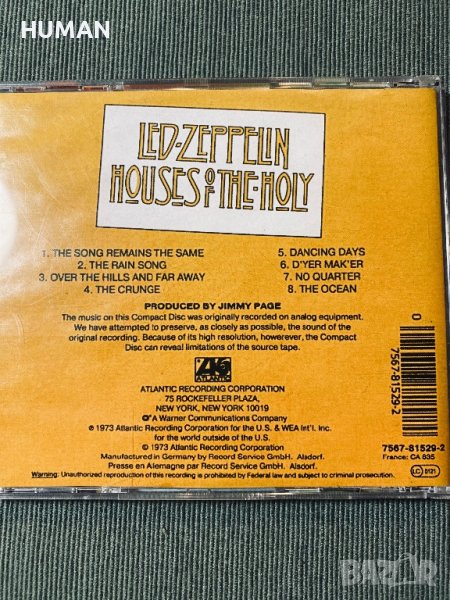 HUMAN
LED-ZEPPELIN
HOUSES OF THE HOLY
1. THE SONG REMAINS THE SAME
2. THE RAIN SONG
3. OVER THE HILLS AND FAR AWAY
4. THE CRUNGE
5. DANCING DAYS
6. D'YER MAK'ER
7. NO QUARTER
8. THE OCEAN
PRODUCED BY JIMMY PAGE
The music on this Compact Disc was originally recorded on analog equipment.
We have attempted to preserve, as closely as possible, the sound of the
original recording. Because of its high resolution, howerever, the Compact
Disc can reveal limitations of the source tape.
ATLANTIC
ATLANTIC RECORDING CORPORATION
75 ROCKEFELLER PLAZA,
NEW YORK, NEW YORK 10019
A Warner Communications Company
℗ 1973 Atlantic Recording Corporation for the U.S. & WEA Int'l. Inc.
for the world outside of the U.S.
© 1973 Atlantic Recording Corporation
Manufactured in Germany by Record Service GmbH. Alsdorf.
Presse en Allemagne par Record Service GmbH. Alsdorf.
Warning: Unauthorized reproduction of this recording is prohibited by Federal law and subject to criminal prosecution.
0
7567-81529-2
7567-81529-2
France: CA 835
LC 0121
BAZAR